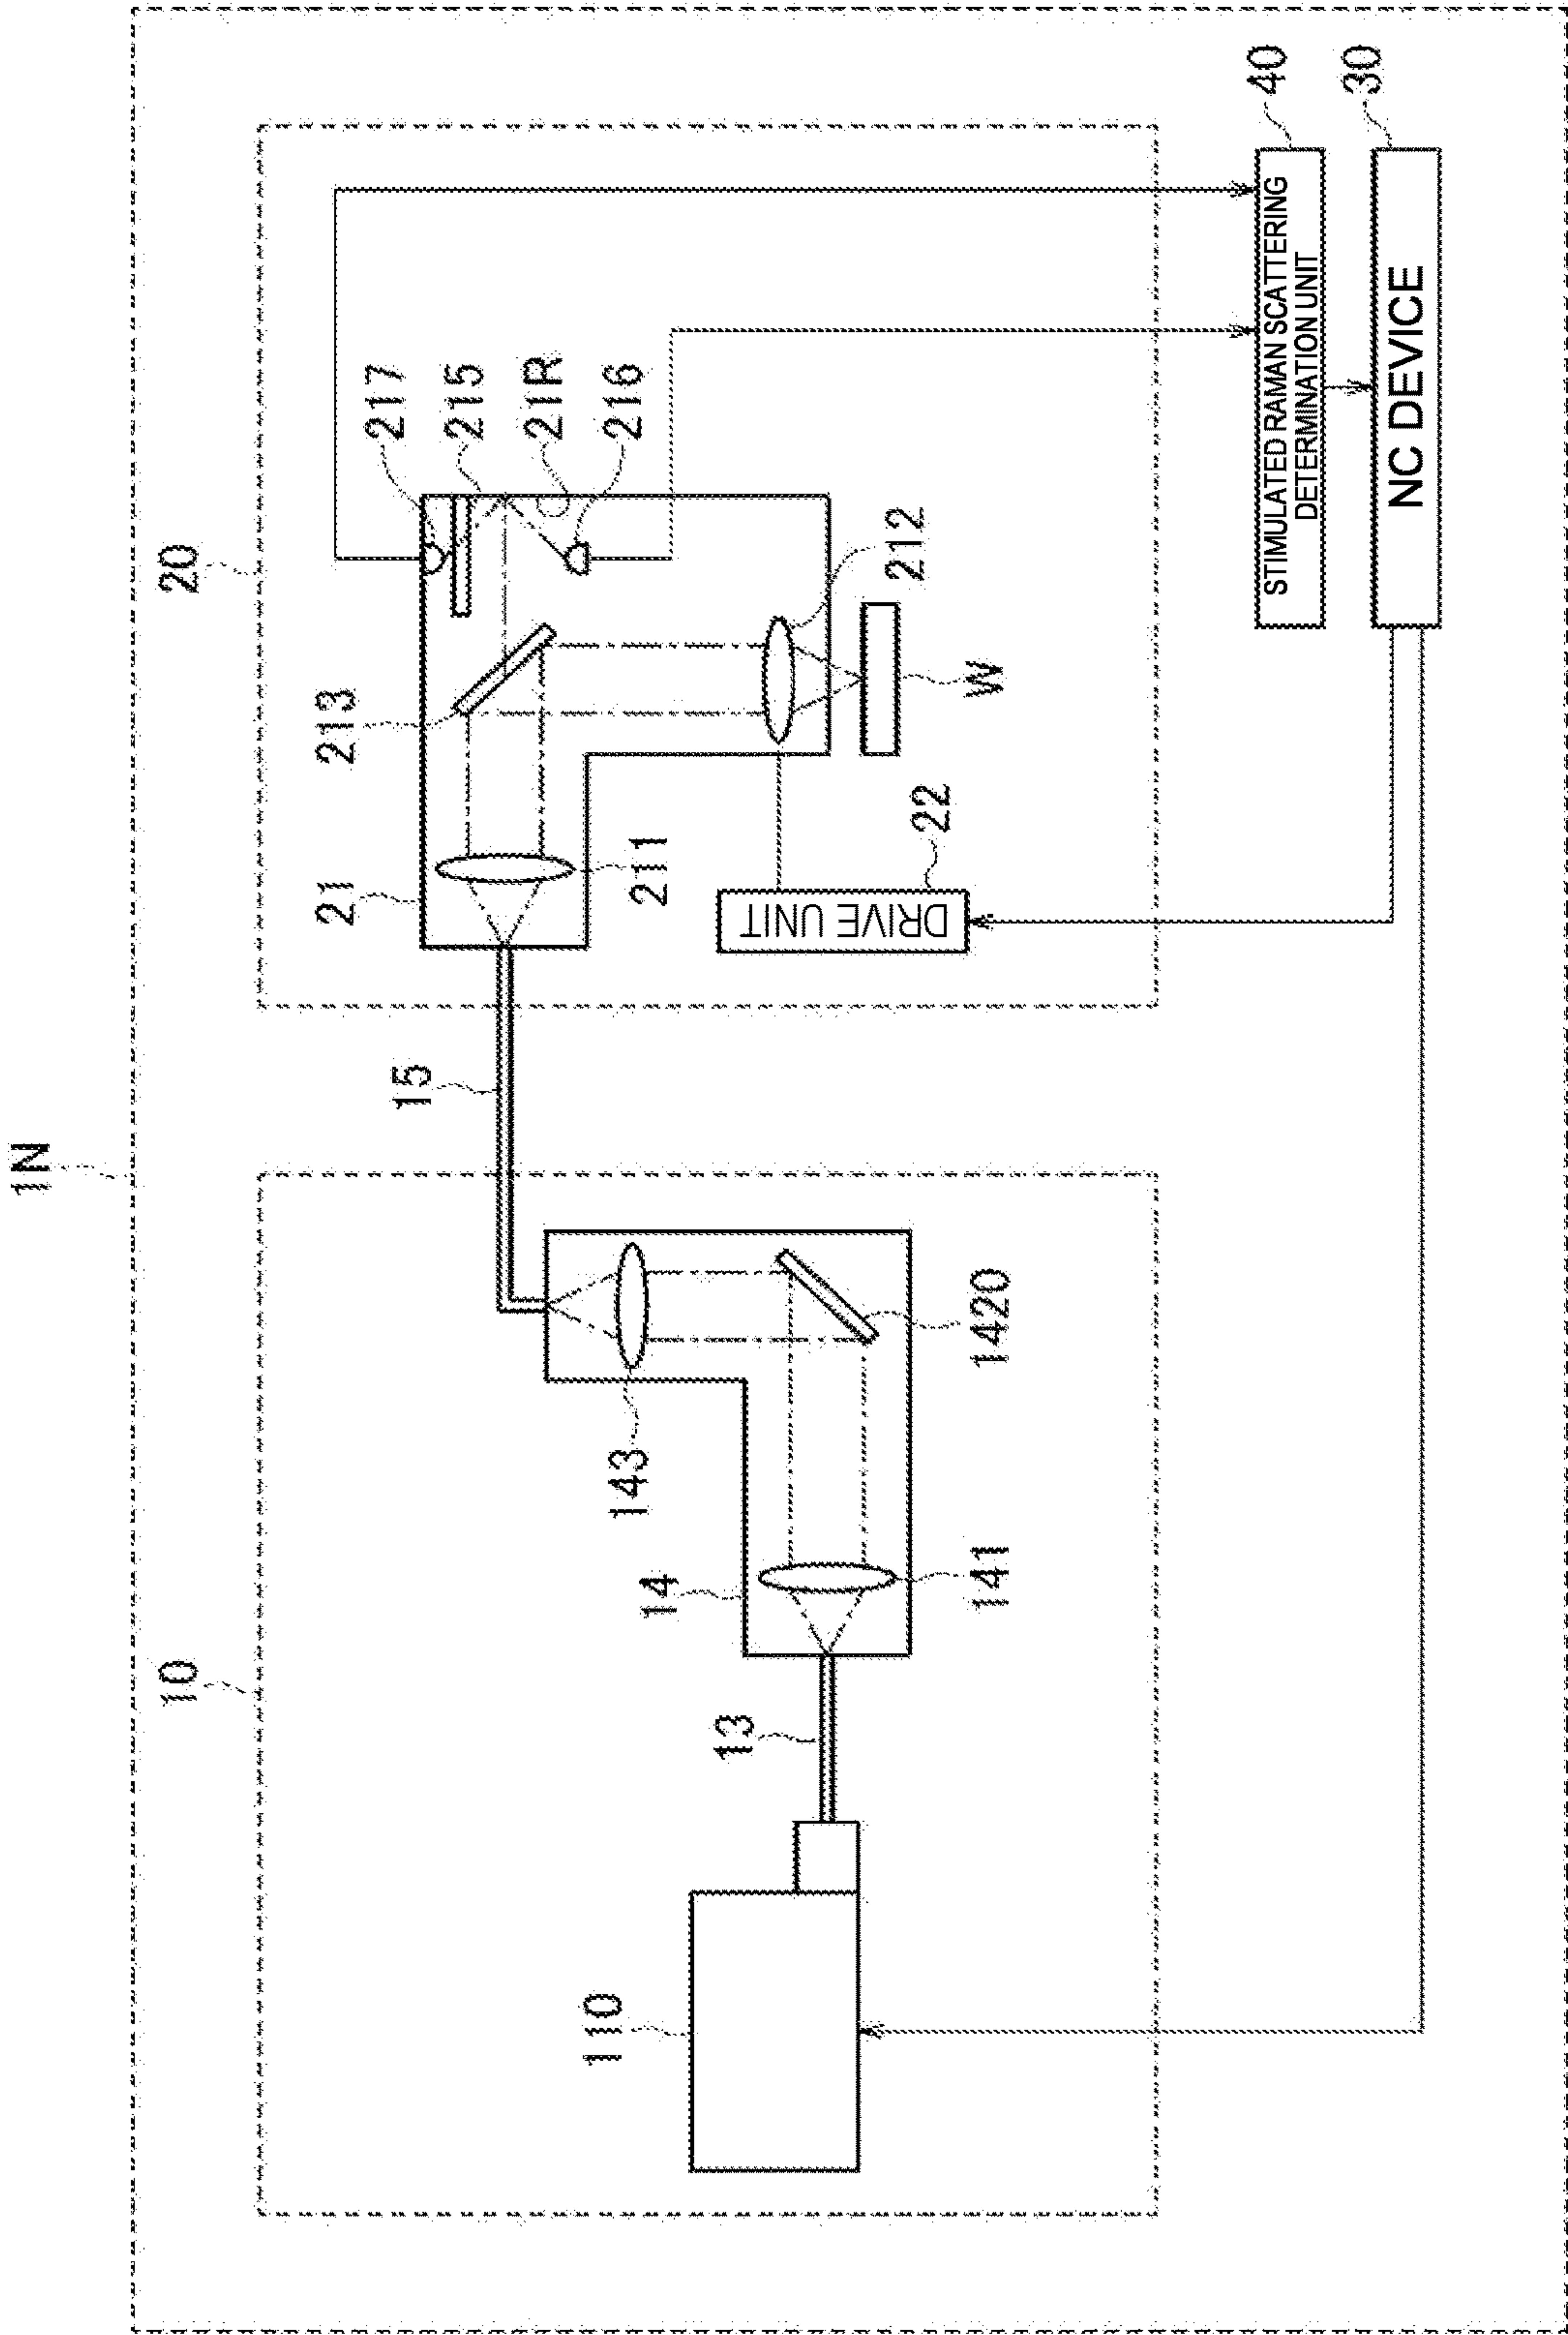 1N
10
20
15
217
215
21R
216
213
21
211
212
W
22
DRIVE UNIT
143
14
1420
141
13
110
40
STIMULATED RAMAN SCATTERING
DETERMINATION UNIT
30
NC DEVICE